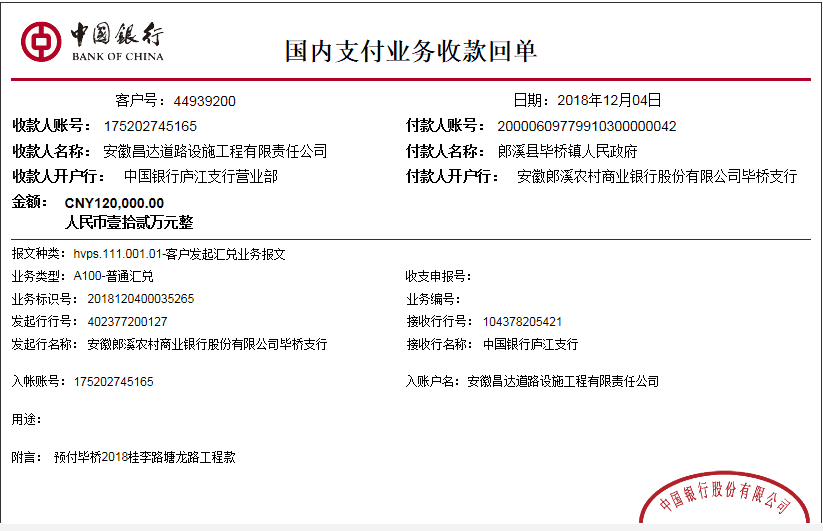 中国银行
BANK OF CHINA
国内支付业务收款回单
客户号：44939200 日期：2018年12月04日
收款人账号：175202745165 付款人账号：20000609779910300000042
收款人名称：安徽昌达道路设施工程有限责任公司 付款人名称：郎溪县毕桥镇人民政府
收款人开户行：中国银行庐江支行营业部 付款人开户行：安徽郎溪农村商业银行股份有限公司毕桥支行
金额：CNY120,000.00
人民币壹拾贰万元整
报文种类：hvps.111.001.01-客户发起汇兑业务报文
业务类型：A100-普通汇兑 收支申报号：
业务标识号：2018120400035265 业务编号：
发起行行号：402377200127 接收行行号：104378205421
发起行名称：安徽郎溪农村商业银行股份有限公司毕桥支行 接收行名称：中国银行庐江支行
入帐账号：175202745165 入账户名：安徽昌达道路设施工程有限责任公司
用途：
附言：预付毕桥2018桂李路塘龙路工程款
中国银行股份有限公司